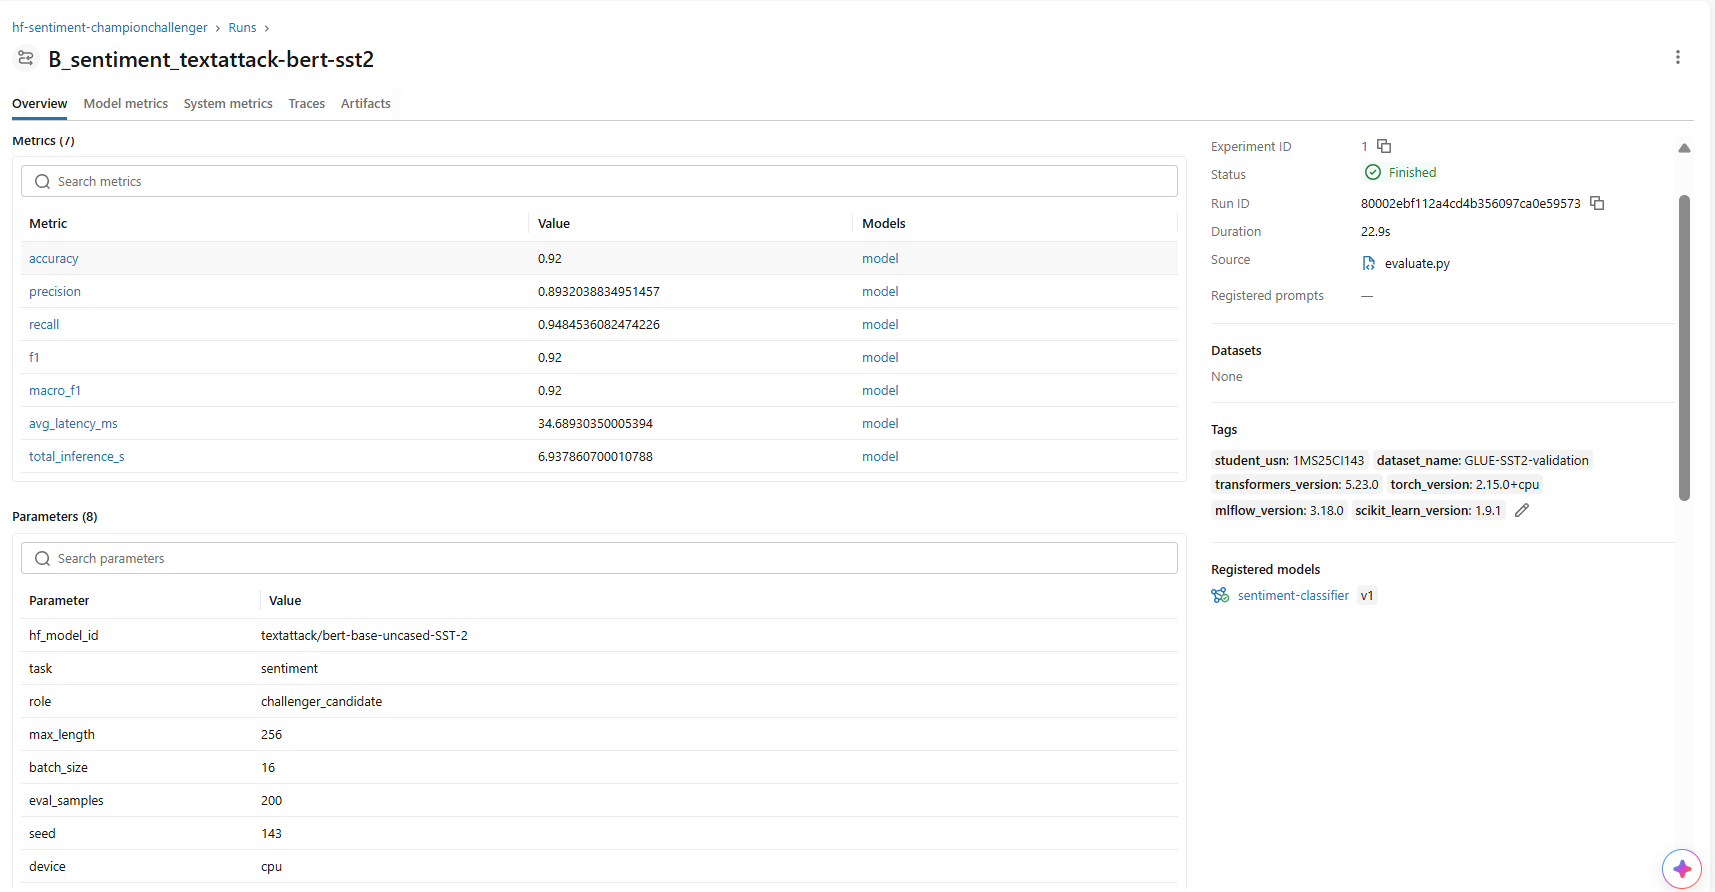 hf-sentiment-championchallenger > Runs >
B_sentiment_textattack-bert-sst2
Overview Model metrics System metrics Traces Artifacts
Metrics (7)
Search metrics
Metric Value Models
accuracy 0.92 model
precision 0.8932038834951457 model
recall 0.9484536082474226 model
f1 0.92 model
macro_f1 0.92 model
avg_latency_ms 34.68930350005394 model
total_inference_s 6.937860700010788 model
Parameters (8)
Search parameters
Parameter Value
hf_model_id textattack/bert-base-uncased-SST-2
task sentiment
role challenger_candidate
max_length 256
batch_size 16
eval_samples 200
seed 143
device cpu
Experiment ID 1
Status Finished
Run ID 80002ebf112a4cd4b356097ca0e59573
Duration 22.9s
Source evaluate.py
Registered prompts —
Datasets
None
Tags
student_usn: 1MS25CI143 dataset_name: GLUE-SST2-validation
transformers_version: 5.23.0 torch_version: 2.15.0+cpu
mlflow_version: 3.18.0 scikit_learn_version: 1.9.1
Registered models
sentiment-classifier v1